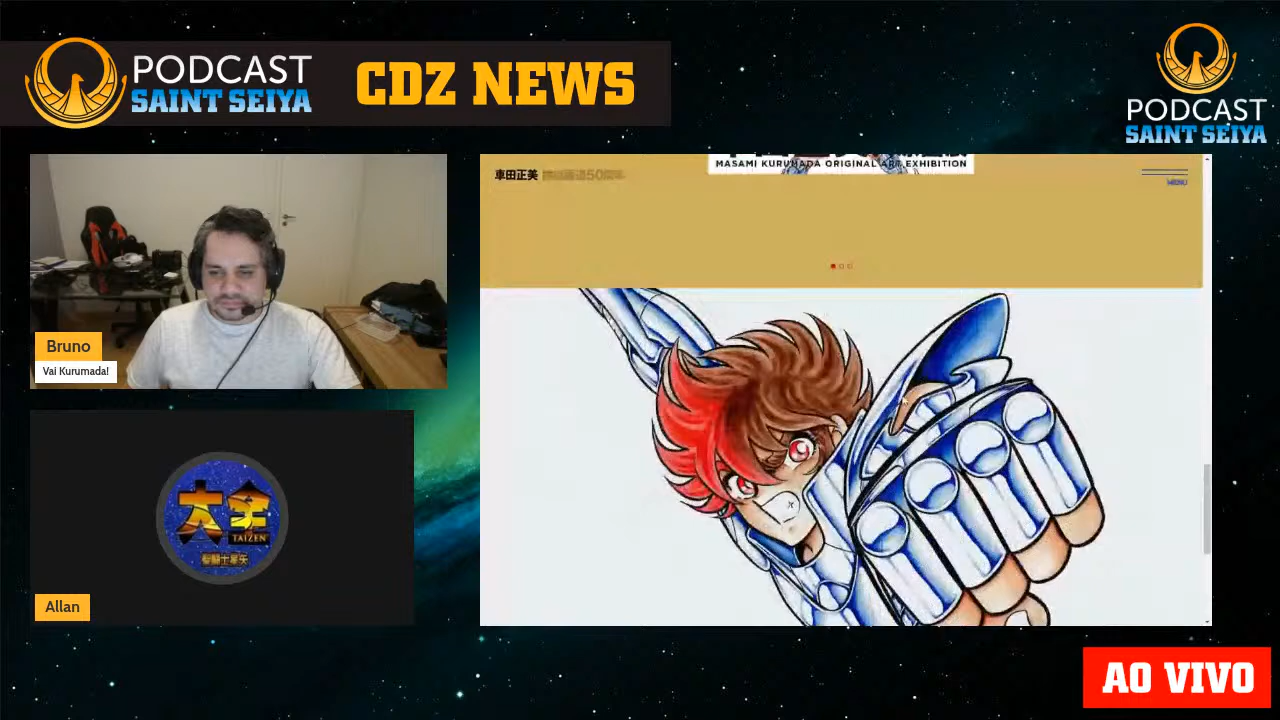 PODCAST
SAINT SEIYA
CDZ NEWS
PODCAST
SAINT SEIYA
MASAMI KURUMADA ORIGINAL ART EXHIBITION
車田正美
MENU
Bruno
Vai Kurumada!
大全
TAIZEN
聖闘士星矢
Allan
AO VIVO